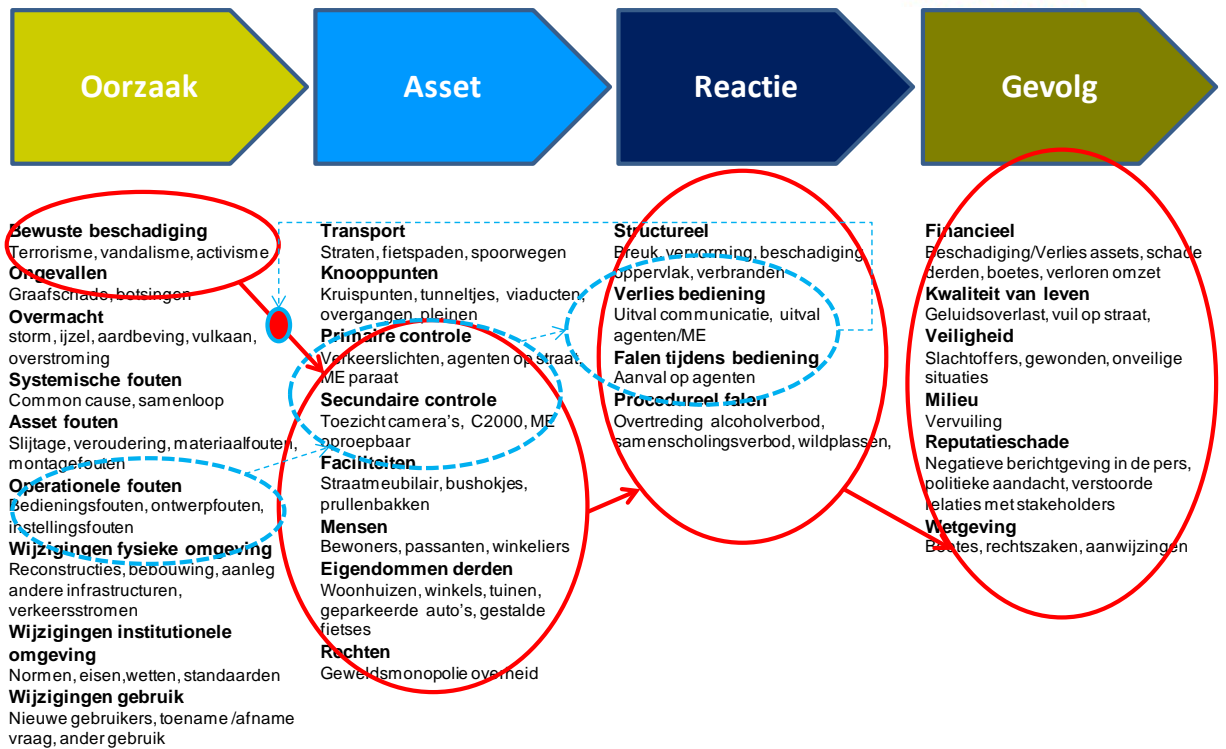 Oorzaak
Asset
Reactie
Gevolg
Bewuste beschadiging
Terrorisme, vandalisme, activisme
Ongevallen
Graafschade, botsingen
Overmacht
storm, ijzel, aardbeving, vulkaan,
overstroming
Systemische fouten
Common cause, samenloop
Asset fouten
Slijtage, veroudering, materiaalfouten,
montagefouten
Operationele fouten
Bedieningsfouten, ontwerpfouten,
instellingsfouten
Wijzigingen fysieke omgeving
Reconstructies, bebouwing, aanleg
andere infrastructuren,
verkeersstromen
Wijzigingen institutionele
omgeving
Normen, eisen, wetten, standaarden
Wijzigingen gebruik
Nieuwe gebruikers, toename /afname
vraag, ander gebruik
Transport
Straten, fietspaden, spoorwegen
Knooppunten
Kruispunten, tunneltjes, viaducten,
overgangen, pleinen
Primaire controle
Verkeerslichten, agenten op straat,
ME paraat
Secundaire controle
Toezicht camera's, C2000, ME
oproepbaar
Faciliteiten
Straatmeubilair, bushokjes,
prullenbakken
Mensen
Bewoners, passanten, winkeliers
Eigendommen derden
Woonhuizen, winkels, tuinen,
geparkeerde auto's, gestalde
fietses
Rechten
Geweldsmonopolie overheid
Structureel
Breuk, vervorming, beschadiging
oppervlak, verbranden
Verlies bediening
Uitval communicatie, uitval
agenten/ME
Falen tijdens bediening
Aanval op agenten
Procedureel falen
Overtreding alcoholverbod,
samenscholingsverbod, wildplassen,
Financieel
Beschadiging/Verlies assets, schade
derden, boetes, verloren omzet
Kwaliteit van leven
Geluidsoverlast, vuil op straat,
Veiligheid
Slachtoffers, gewonden, onveilige
situaties
Milieu
Vervuiling
Reputatieschade
Negatieve berichtgeving in de pers,
politieke aandacht, verstoorde
relaties met stakeholders
Wetgeving
Boetes, rechtszaken, aanwijzingen